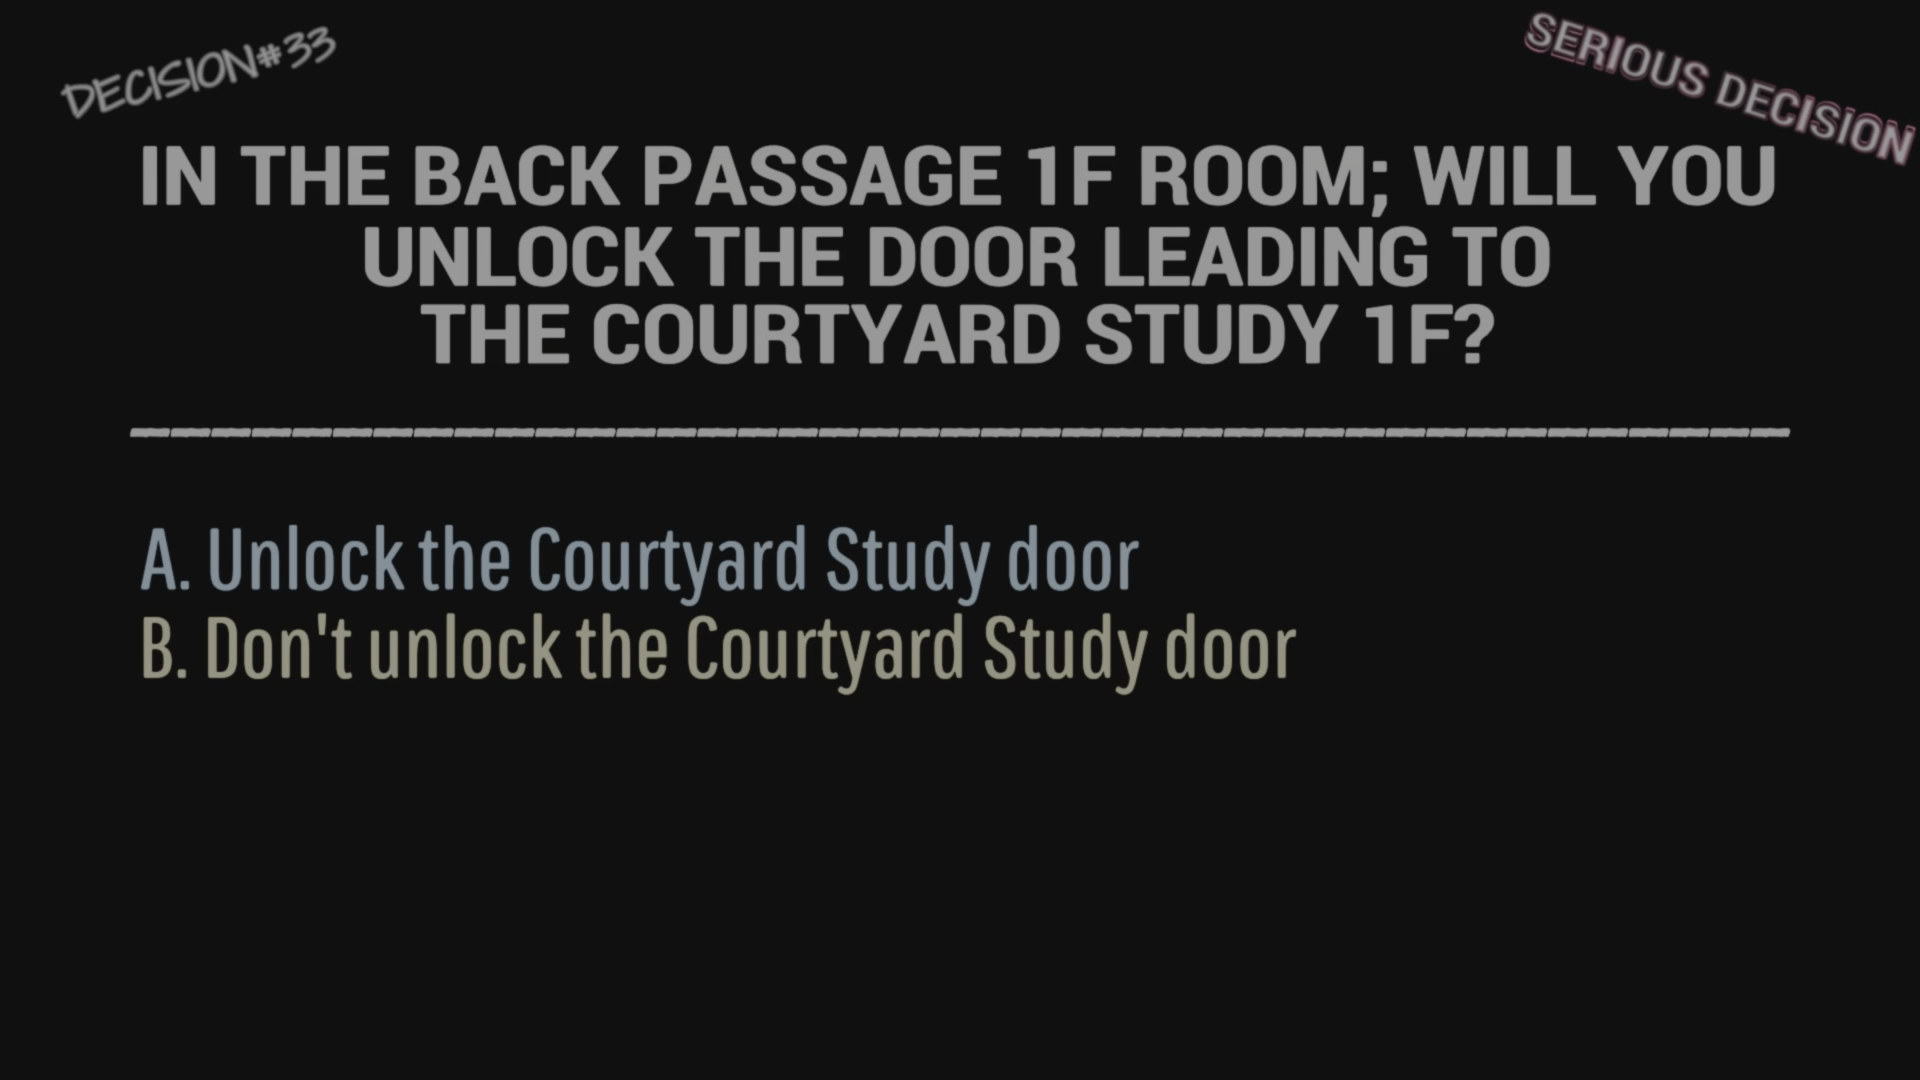 DECISION#33
SERIOUS DECISION
IN THE BACK PASSAGE 1F ROOM; WILL YOU
UNLOCK THE DOOR LEADING TO
THE COURTYARD STUDY 1F?
A. Unlock the Courtyard Study door
B. Don't unlock the Courtyard Study door